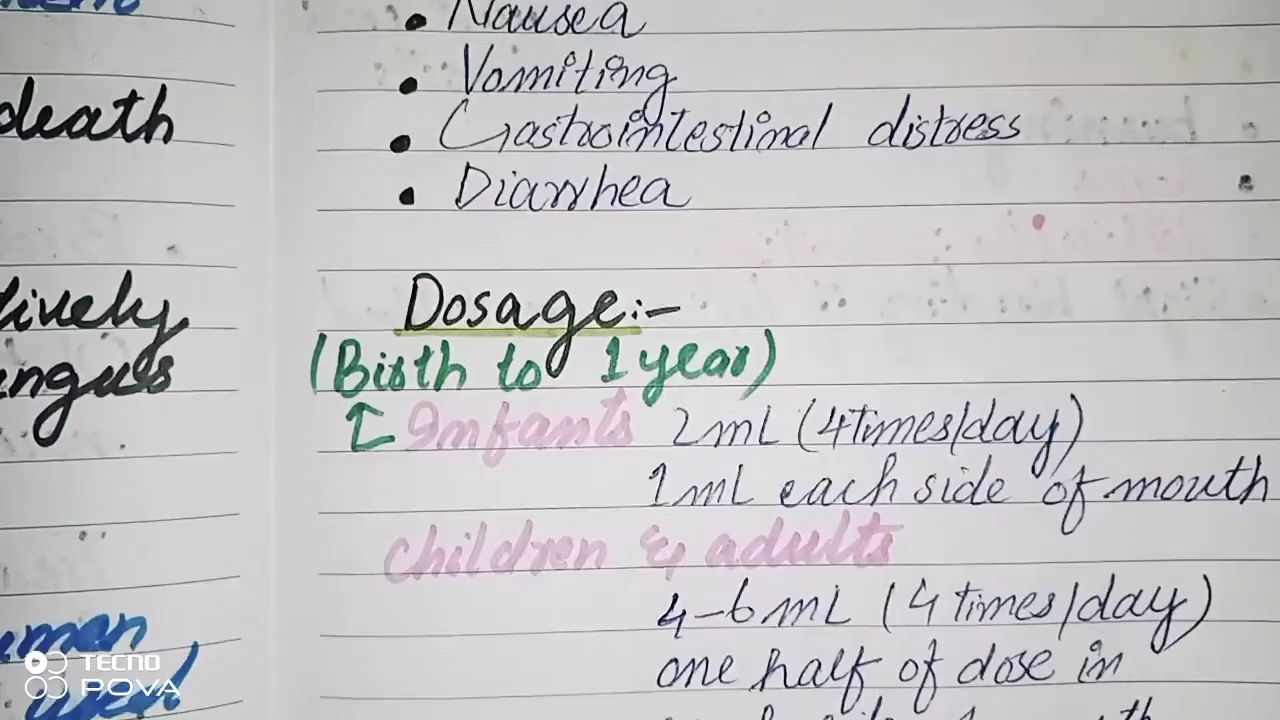 death
• Nausea
• Vomiting
• Gastrointestinal distress
• Diarrhea
Dosage:-
(Birth to 1 year)
Infants 2mL (4times/day)
1mL each side of mouth
children & adults
4-6mL (4 times/day)
one half of dose in
TECNO
POVA